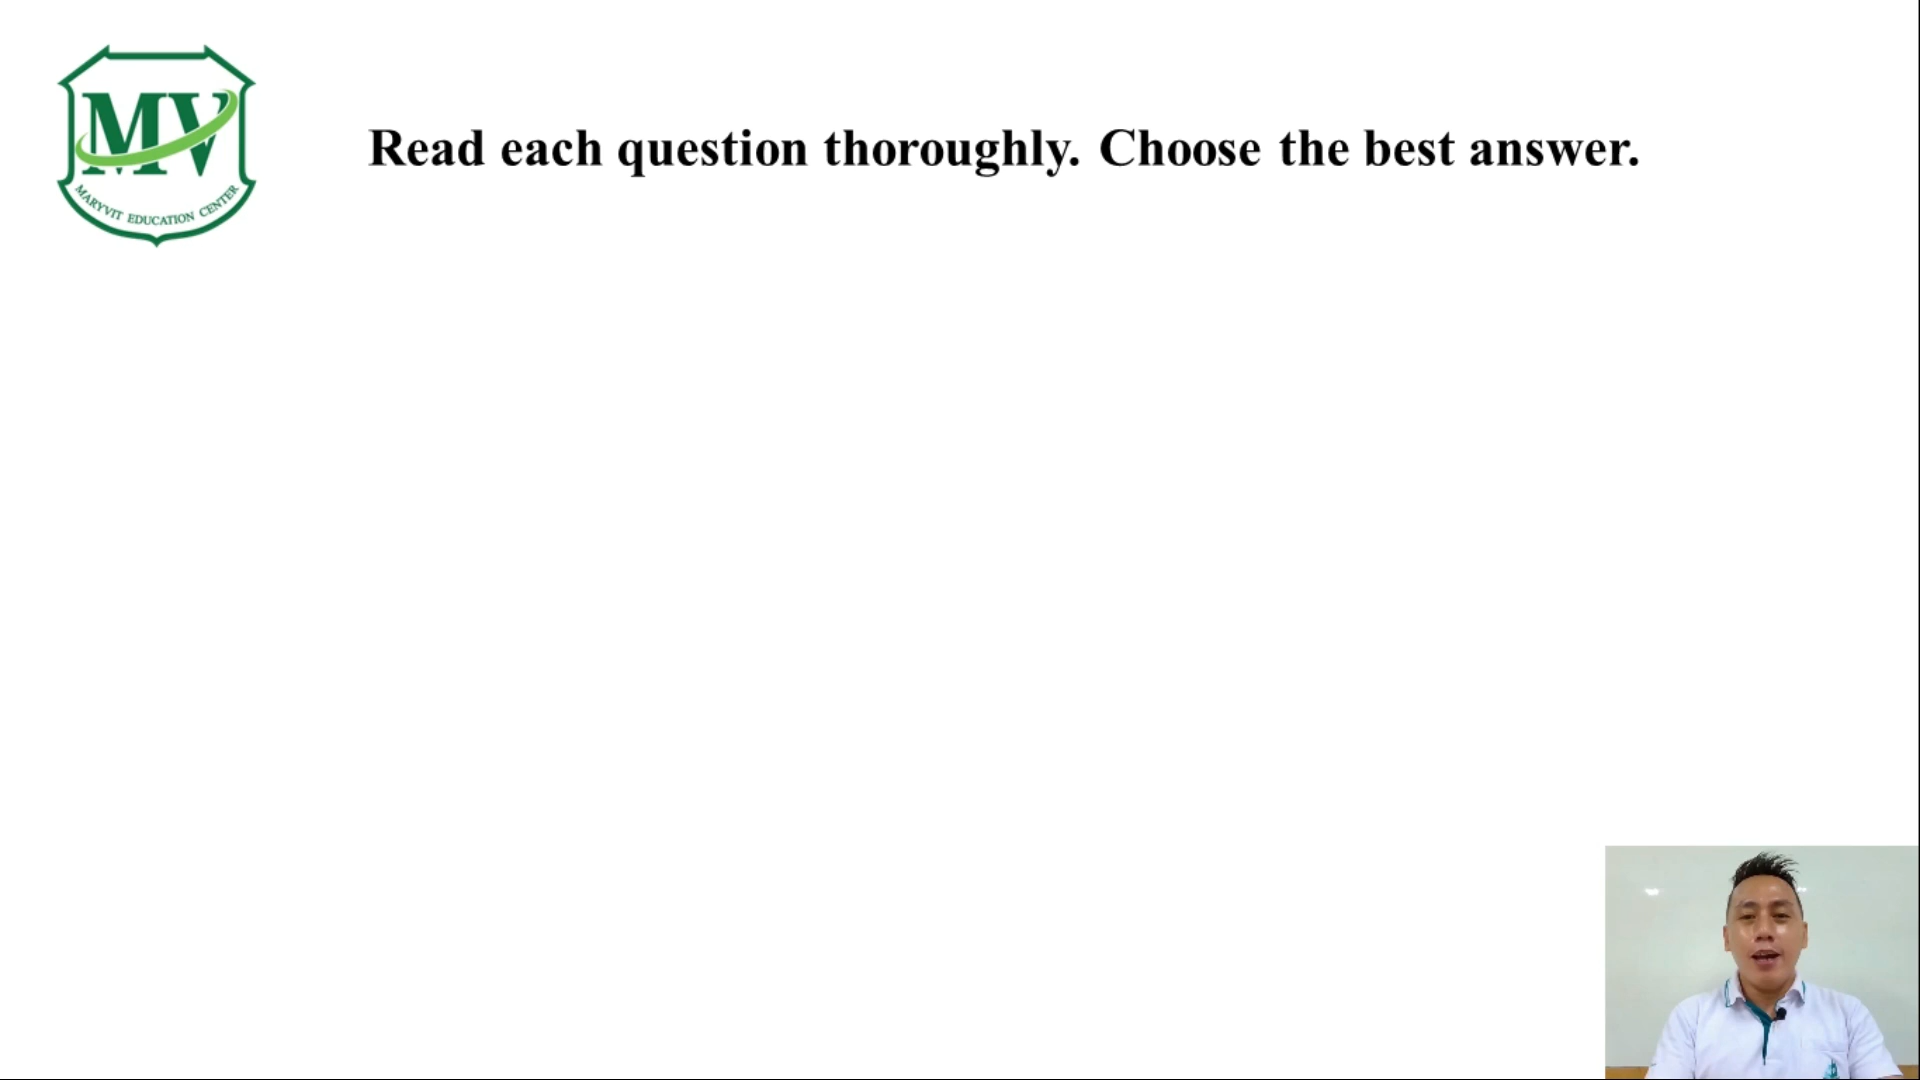 MV
MARYVIT EDUCATION CENTER
Read each question thoroughly. Choose the best answer.